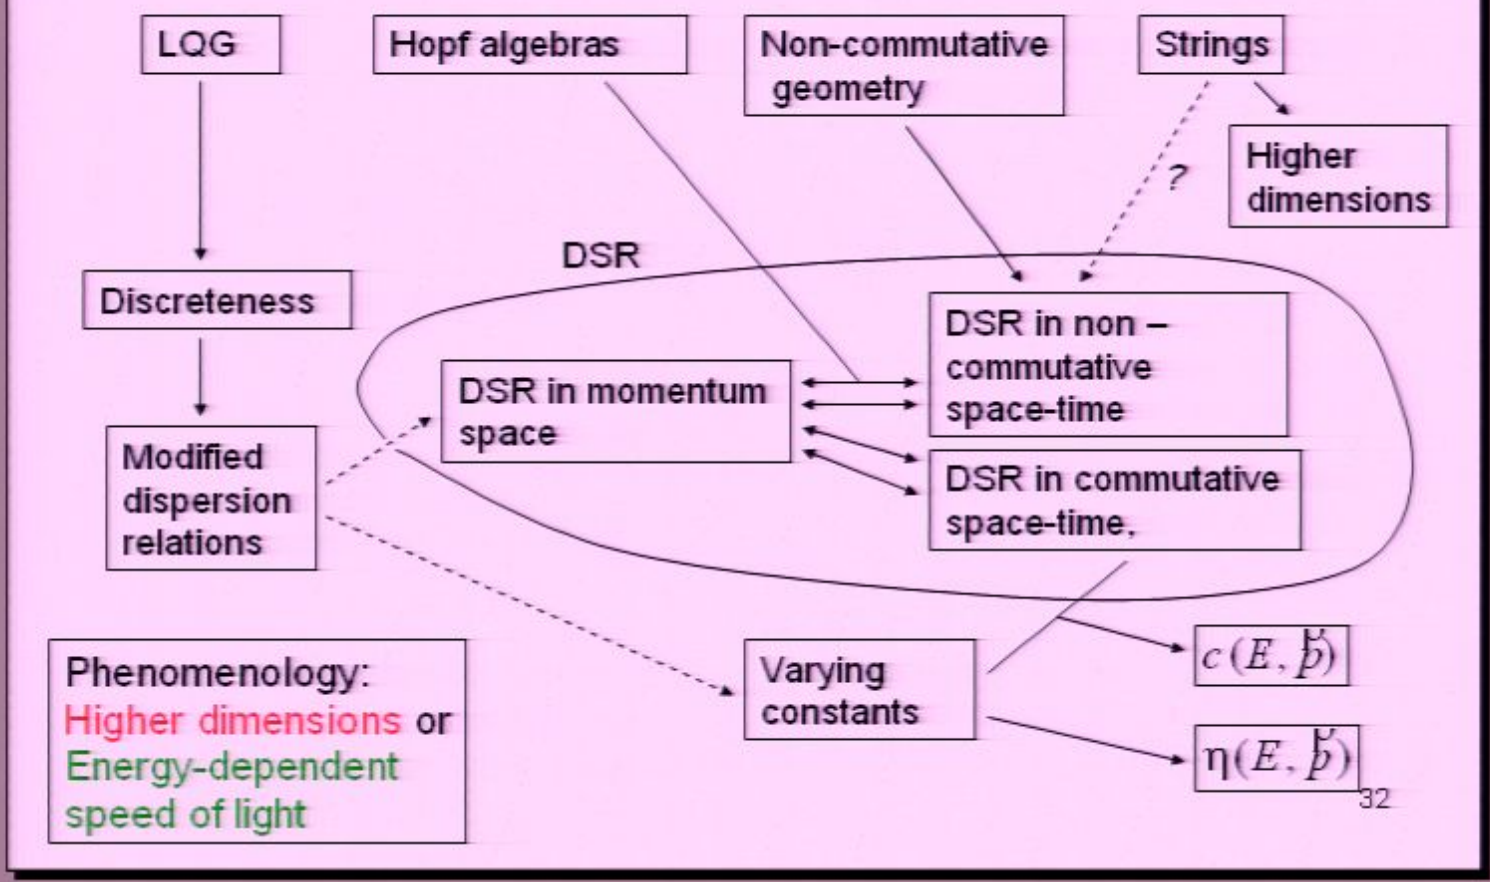 LQG
Hopf algebras
Non-commutative
geometry
Strings
?
Higher
dimensions
DSR
Discreteness
DSR in non –
commutative
space-time
DSR in momentum
space
Modified
dispersion
relations
DSR in commutative
space-time,
Phenomenology:
Higher dimensions or
Energy-dependent
speed of light
Varying
constants
c(E, p)
η(E, p)
32